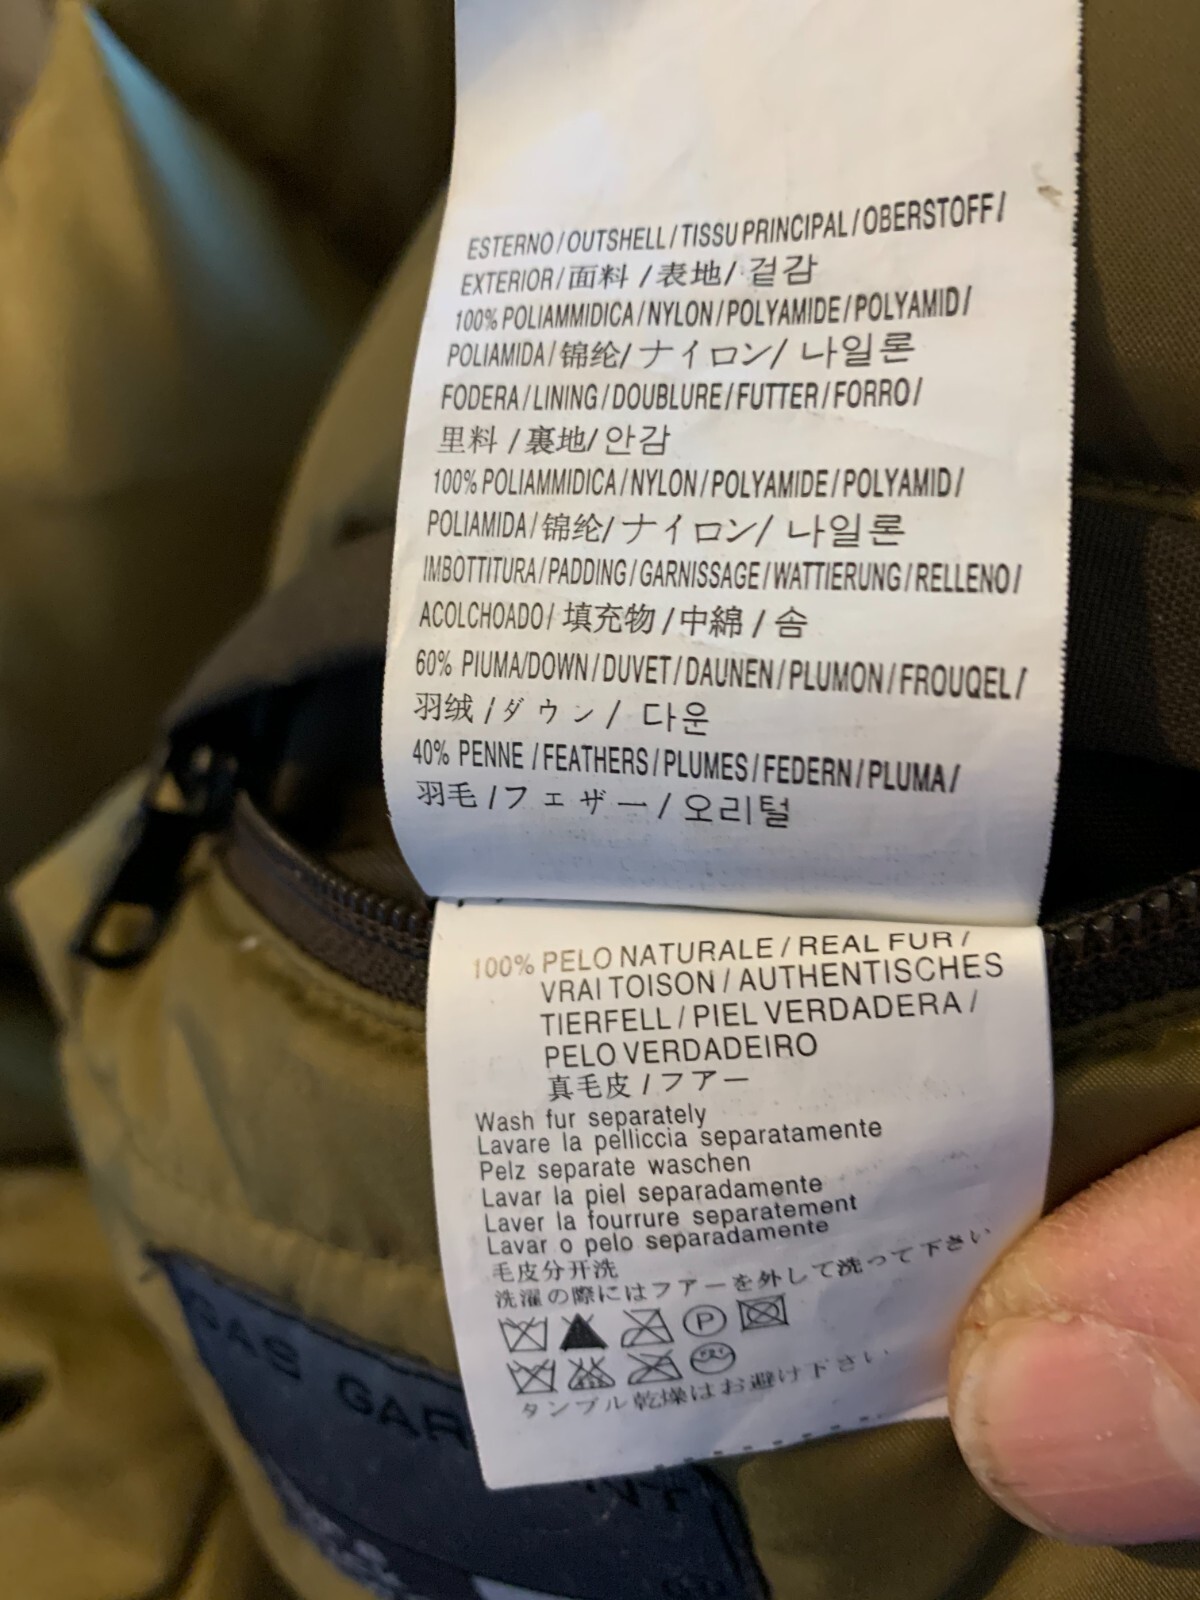 ESTERNO/OUTSHELL/TISSU PRINCIPAL/OBERSTOFF/
EXTERIOR/面料/表地/겉감
100% POLIAMMIDICA/NYLON/POLYAMIDE/POLYAMID/
POLIAMIDA/锦纶/ナイロン/나일론
FODERA/LINING/DOUBLURE/FUTTER/FORRO/
里料/裏地/안감
100% POLIAMMIDICA/NYLON/POLYAMIDE/POLYAMID/
POLIAMIDA/锦纶/ナイロン/나일론
IMBOTTITURA/PADDING/GARNISSAGE/WATTIERUNG/RELLENO/
ACOLCHOADO/填充物/中綿/솜
60% PIUMA/DOWN/DUVET/DAUNEN/PLUMON/FROUQEL/
羽绒/ダウン/다운
40% PENNE/FEATHERS/PLUMES/FEDERN/PLUMA/
羽毛/フェザー/오리털
100% PELO NATURALE/REAL FUR/
VRAI TOISON/AUTHENTISCHES
TIERFELL/PIEL VERDADERA/
PELO VERDADEIRO
真毛皮/フアー
Wash fur separately
Lavare la pelliccia separatamente
Pelz separate waschen
Lavar la piel separadamente
Laver la fourrure separatement
Lavar o pelo separadamente
毛皮分开洗
洗濯の際にはフアーを外して洗って下さい
P
タンブル乾燥はお避け下さい
GAS GAR